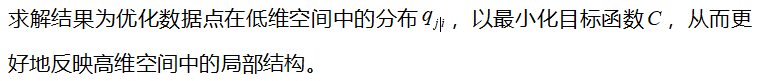 求解结果为优化数据点在低维空间中的分布 q_{j|i}，以最小化目标函数 C，从而更
好地反映高维空间中的局部结构。